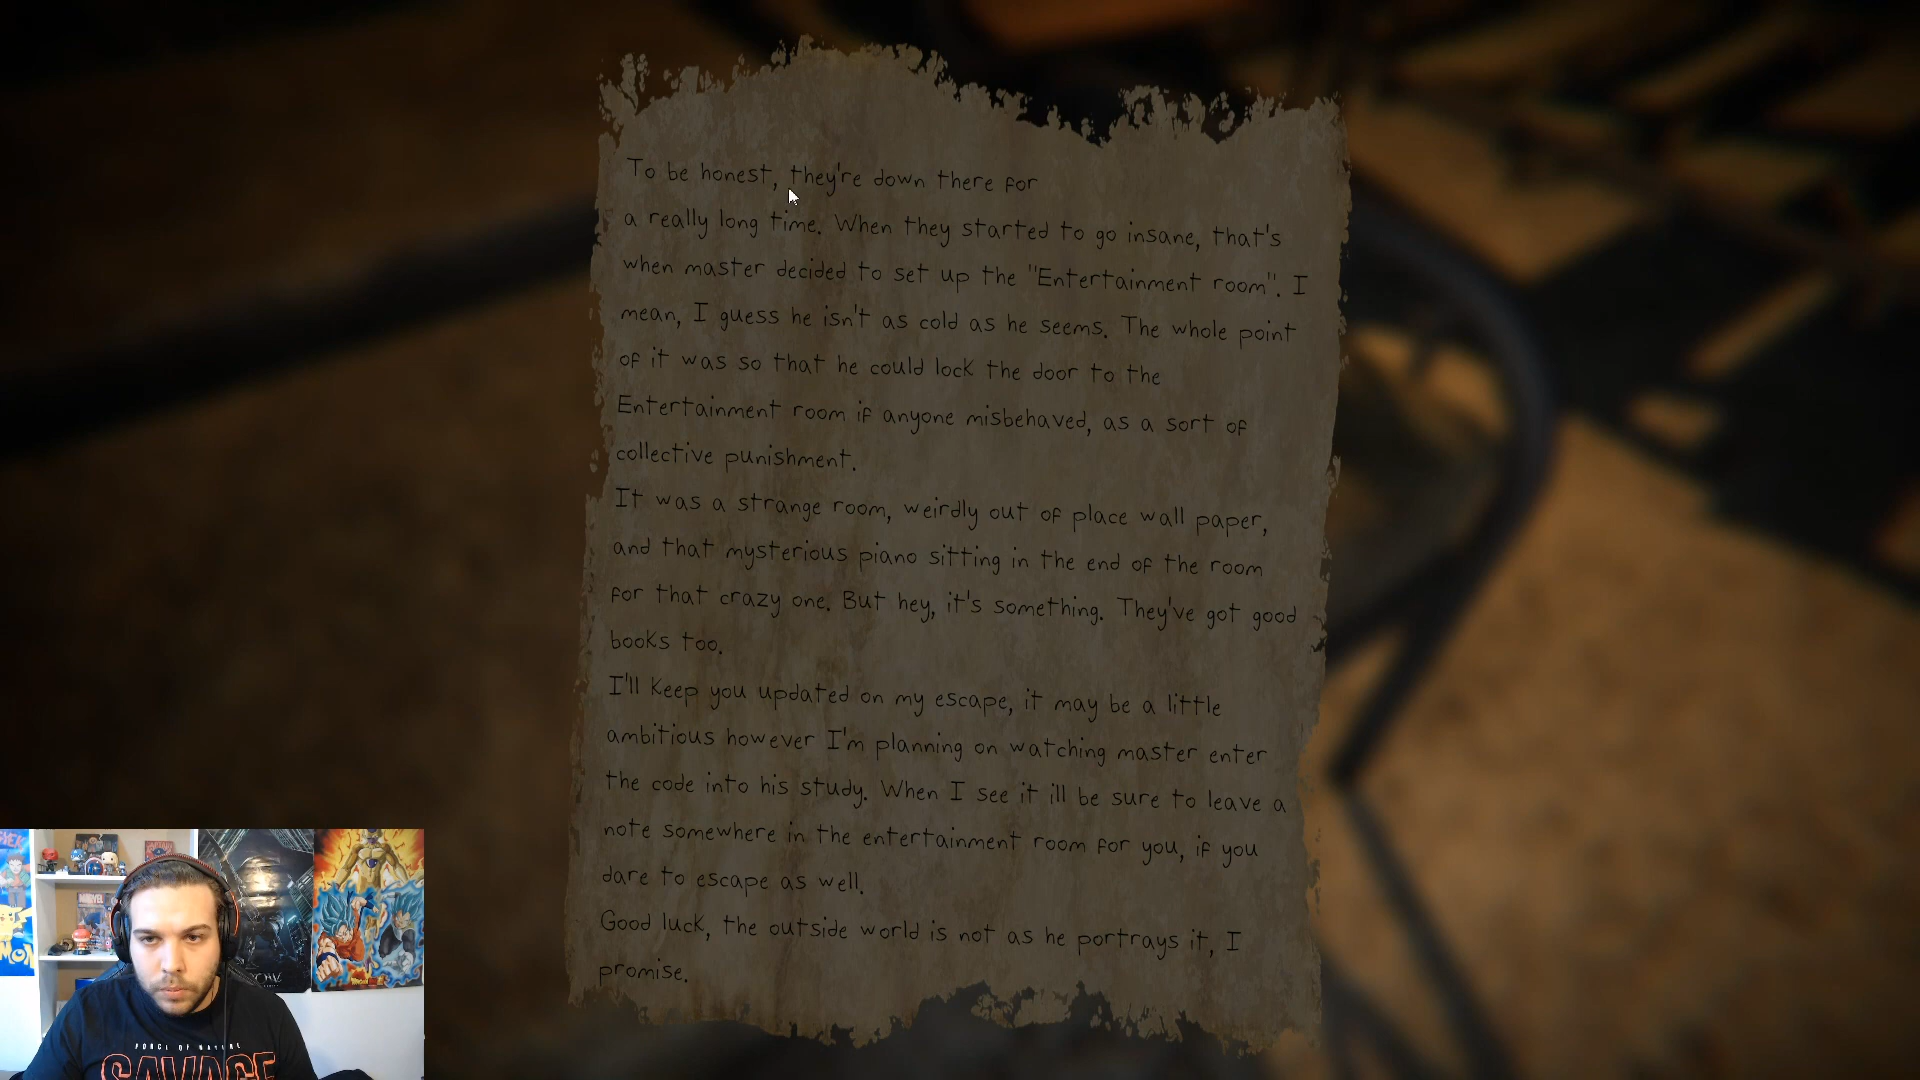 To be honest, they're down there for
a really long time. When they started to go insane, that's
when master decided to set up the "Entertainment room". I
mean, I guess he isn't as cold as he seems. The whole point
of it was so that he could lock the door to the
Entertainment room if anyone misbehaved, as a sort of
collective punishment.
It was a strange room, weirdly out of place wall paper,
and that mysterious piano sitting in the end of the room
for that crazy one. But hey, it's something. They've got good
books too.
I'll keep you updated on my escape, it may be a little
ambitious however I'm planning on watching master enter
the code into his study. When I see it ill be sure to leave a
note somewhere in the entertainment room for you, if you
dare to escape as well.
Good luck, the outside world is not as he portrays it, I
promise.
MARVEL
FORCE OF NATURE
SAVAGE